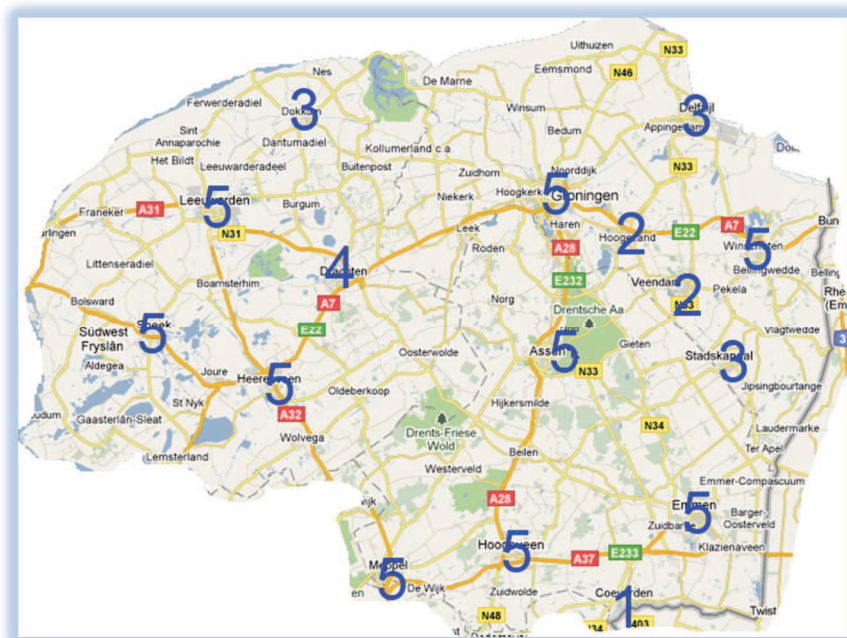 Uithuizen
N33
Nes
De Marne
Eemsmond
N46
Ferwerderadiel
3
Dokkum
Winsum
3
Delfzijl
Appingedam
Sint
Annaparochie
Dantumadiel
Kollumerland c.a.
Bedum
Het Bildt
Leeuwarderadeel
Buitenpost
Zuidhorn
Noorddijk
N33
5
Leeuwarden
Burgum
Niekerk
Hoogkerk
5
Groningen
Franeker
A31
N31
Leek
Haren
2
Hoogezand
E22
A7
5
Winschoten
Roden
A28
Littenseradiel
Boarnsterhim
4
Drachten
E232
Veendam
2
N33
Pekela
Bellingwedde
Bolsward
A7
Norg
Drentsche Aa
Rhe
(Em
5
Sneek
Súdwest
Fryslân
E22
Vlagtwedde
Aldegea
Joure
Oosterwolde
5
Assen
Gieten
Stadskanaal
3
N33
Heerenveen
5
Oldeberkoop
Jipsingbourtange
St Nyk
Hijkersmilde
Gaasterlân-Sleat
A32
Wolvega
Drents-Friese
Wold
N34
Laudermarke
Lemsterland
Beilen
Ter Apel
Westerveld
Emmer-Compascuum
A28
5
Emmen
Barger-
Oosterveld
Klazienaveen
Hoogeveen
5
A37
E233
Meppel
5
De Wijk
Zuidwolde
Coevorden
1
Twist
N48
N34
403